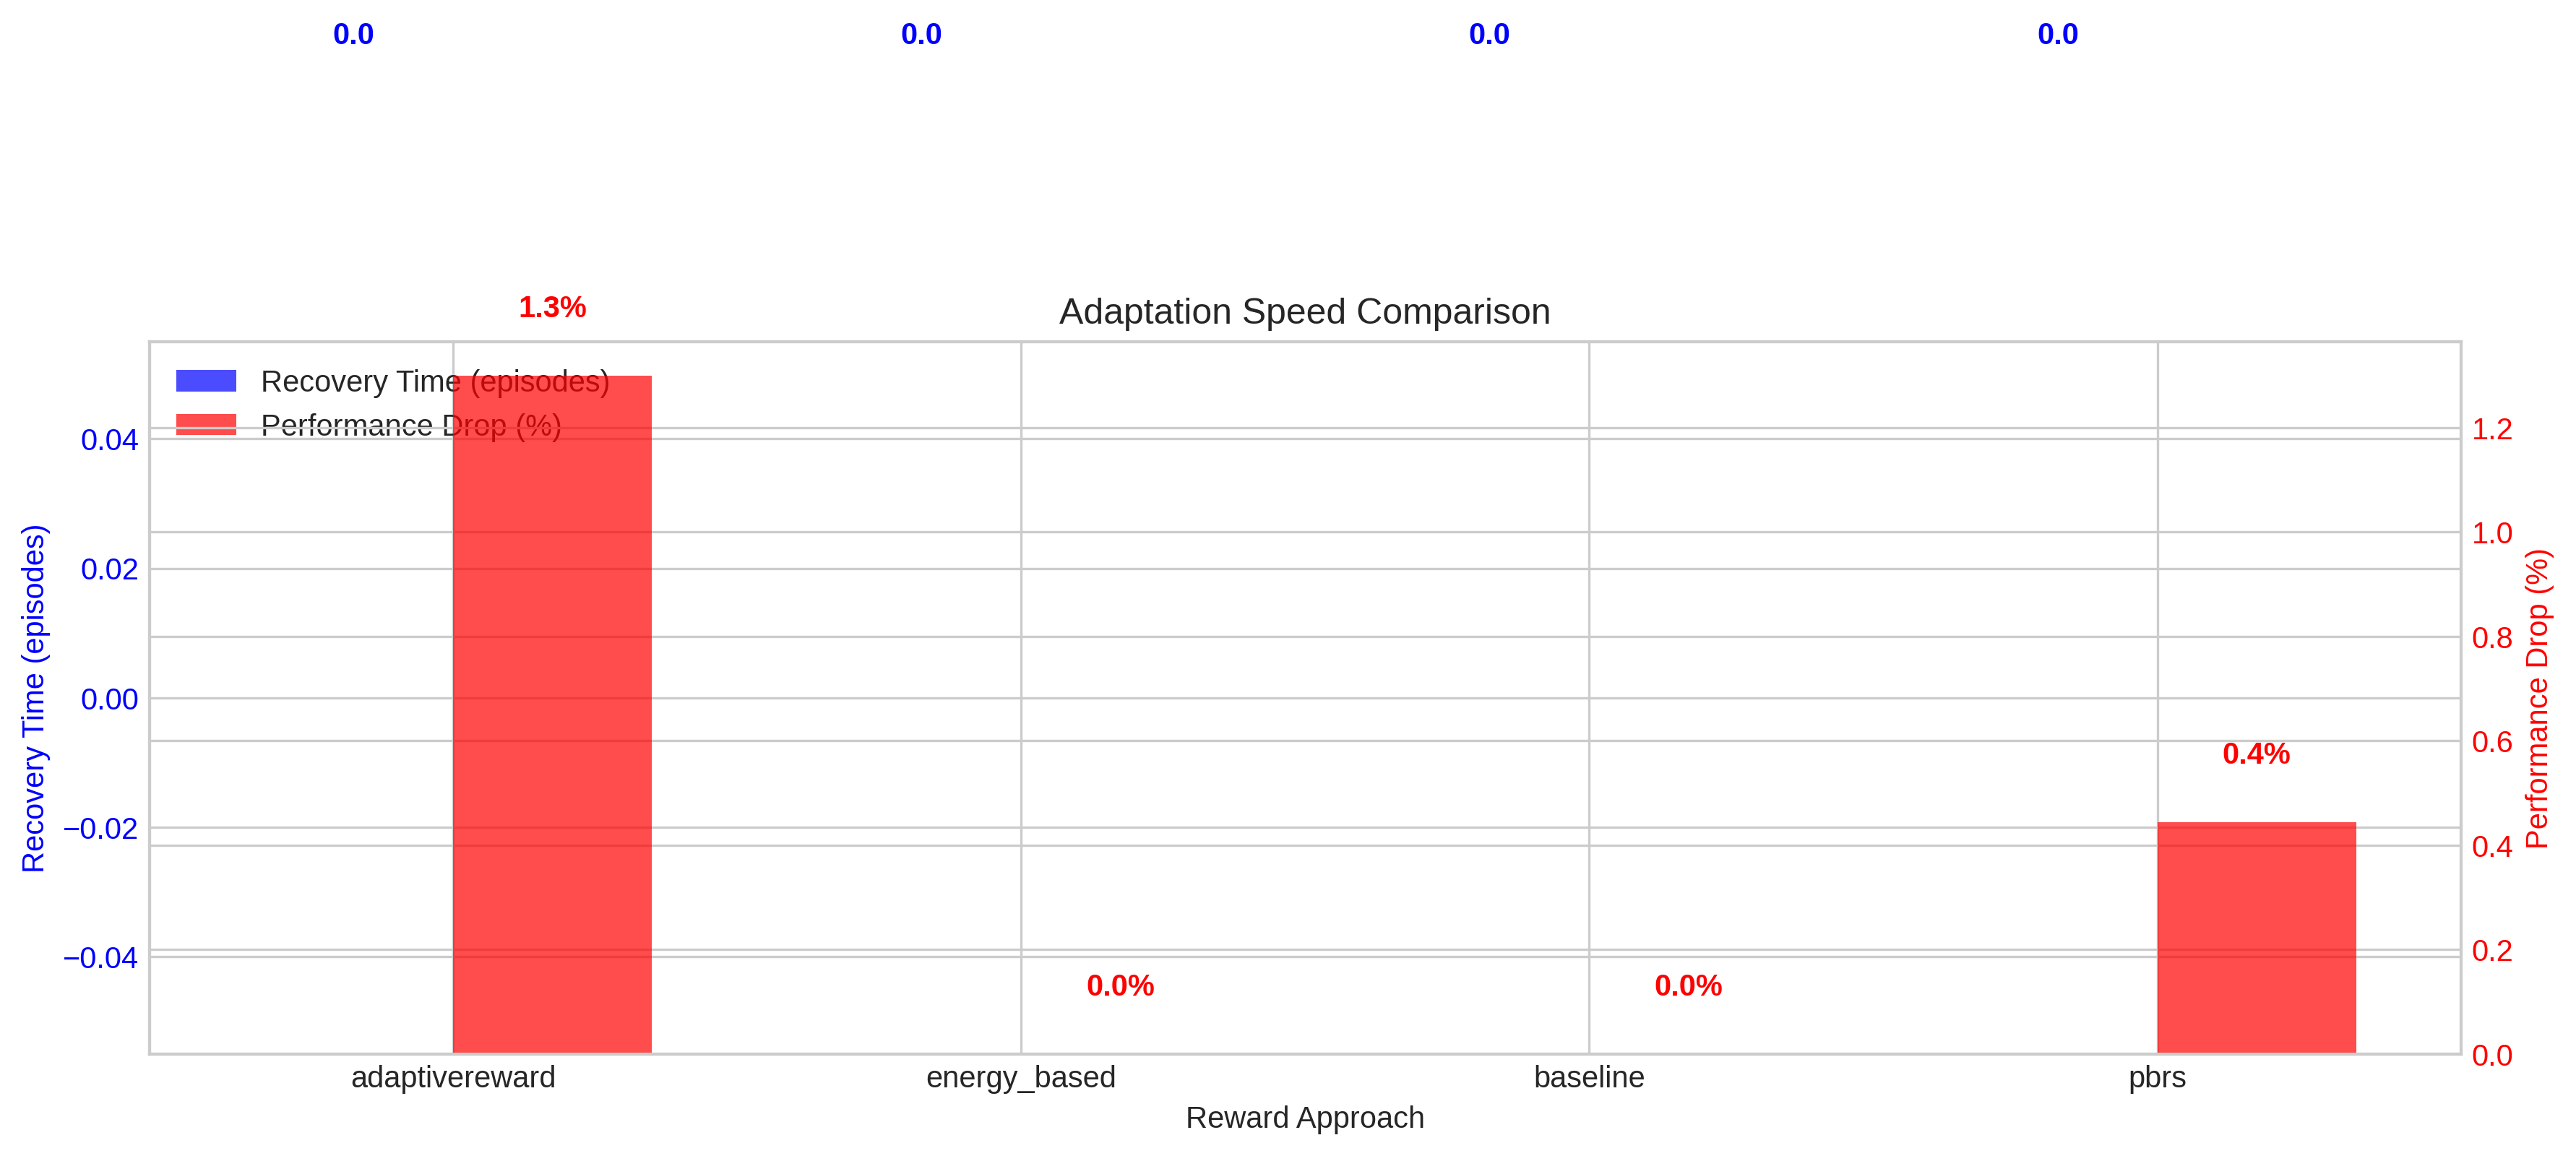 0.0 0.0 0.0 0.0
1.3%
Adaptation Speed Comparison
Recovery Time (episodes)
Performance Drop (%)
0.04
0.02
0.00
−0.02
−0.04
Recovery Time (episodes)
1.2
1.0
0.8
0.6
0.4
0.2
0.0
Performance Drop (%)
0.4%
0.0% 0.0%
adaptivereward energy_based baseline pbrs
Reward Approach